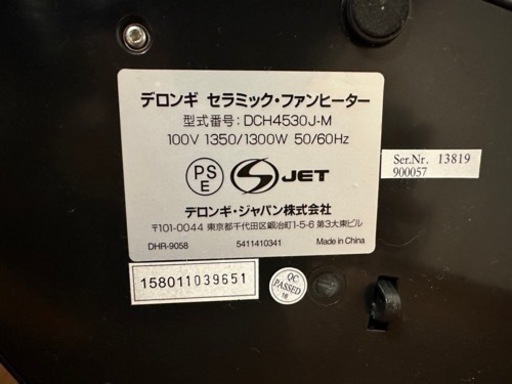 デロンギ セラミック・ファンヒーター
型式番号：DCH4530J-M
100V 1350/1300W 50/60Hz
PS
E
JET
デロンギ・ジャパン株式会社
〒101-0044 東京都千代田区鍛冶町1-5-6 第3大東ビル
DHR-9058 5411410341 Made in China
Ser.Nr. 13819
900057
158011039651
QC
PASSED
16